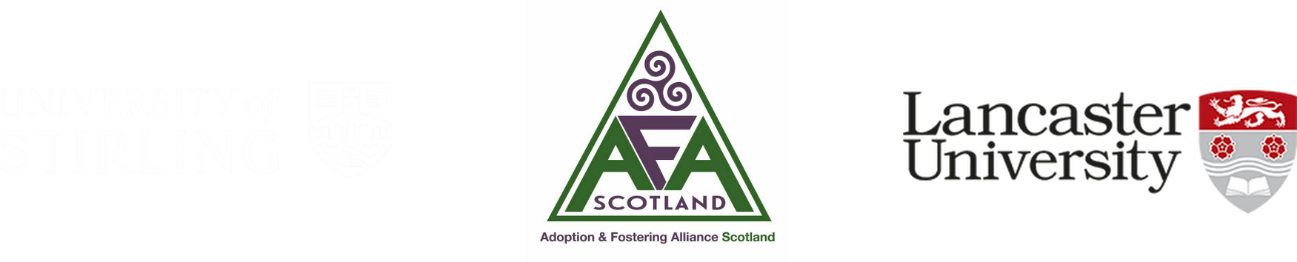 UNIVERSITY of
STIRLING
AFA
SCOTLAND
Adoption & Fostering Alliance Scotland
Lancaster
University